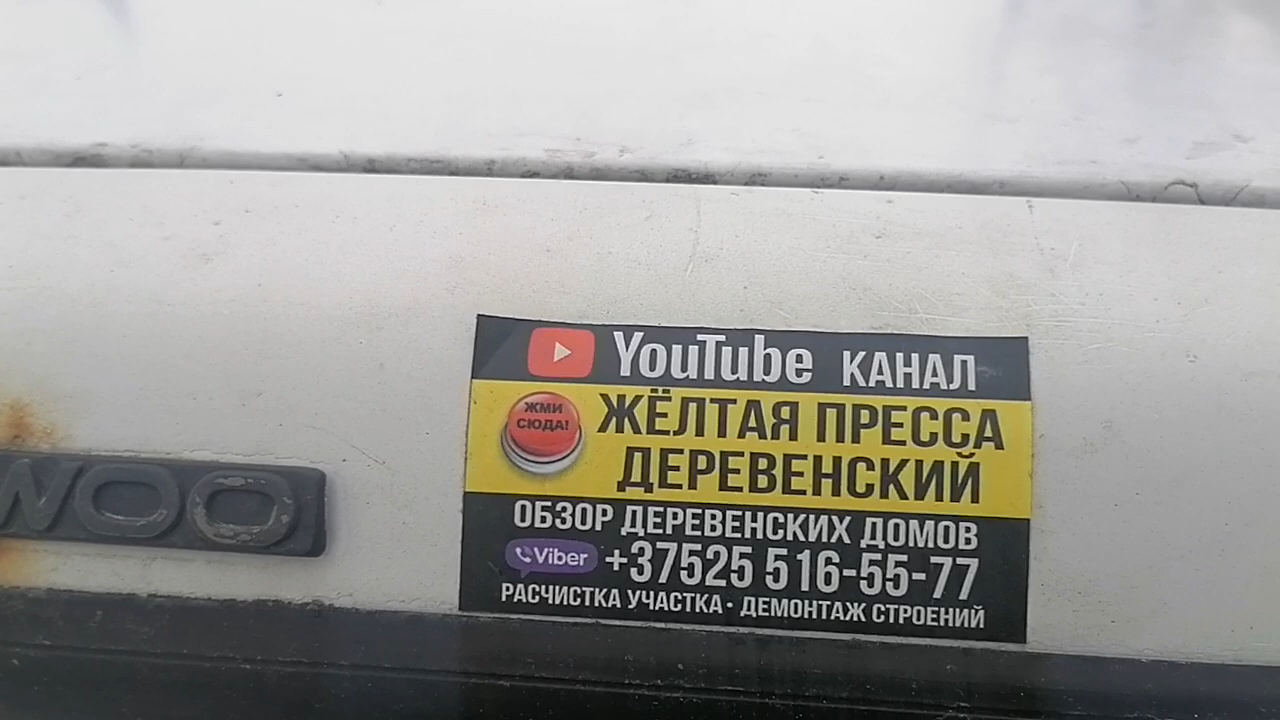 YouTube КАНАЛ
ЖМИ
СЮДА!
ЖЁЛТАЯ ПРЕССА
ДЕРЕВЕНСКИЙ
ОБЗОР ДЕРЕВЕНСКИХ ДОМОВ
Viber +37525 516-55-77
РАСЧИСТКА УЧАСТКА • ДЕМОНТАЖ СТРОЕНИЙ
WOO